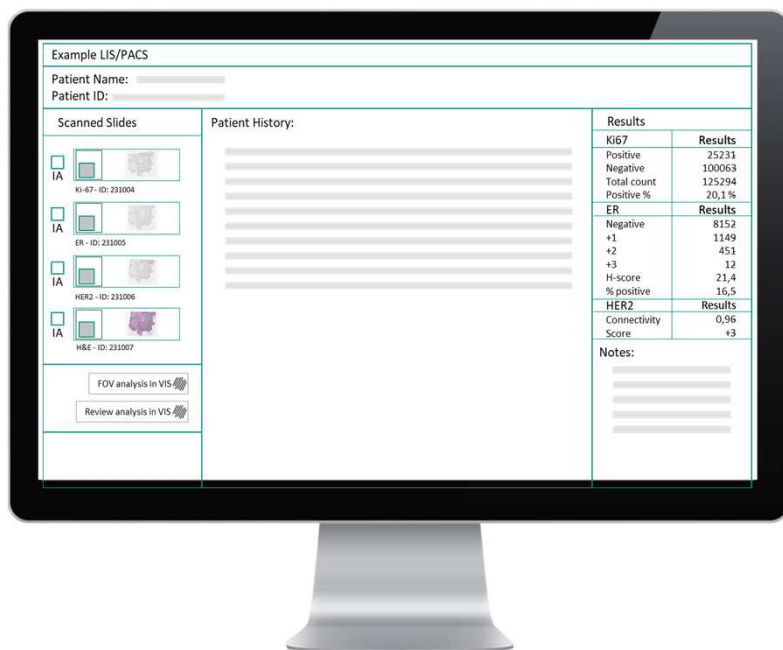 Example LIS/PACS
Patient Name:
Patient ID:
Scanned Slides
IA
Ki-67 - ID: 231004
IA
ER - ID: 231005
IA
HER2 - ID: 231006
IA
H&E - ID: 231007
FOV analysis in VIS
Review analysis in VIS
Patient History:
Results
Ki67 Results
Positive 25231
Negative 100063
Total count 125294
Positive % 20,1 %
ER Results
Negative 8152
+1 1149
+2 451
+3 12
H-score 21,4
% positive 16,5
HER2 Results
Connectivity 0,96
Score +3
Notes: